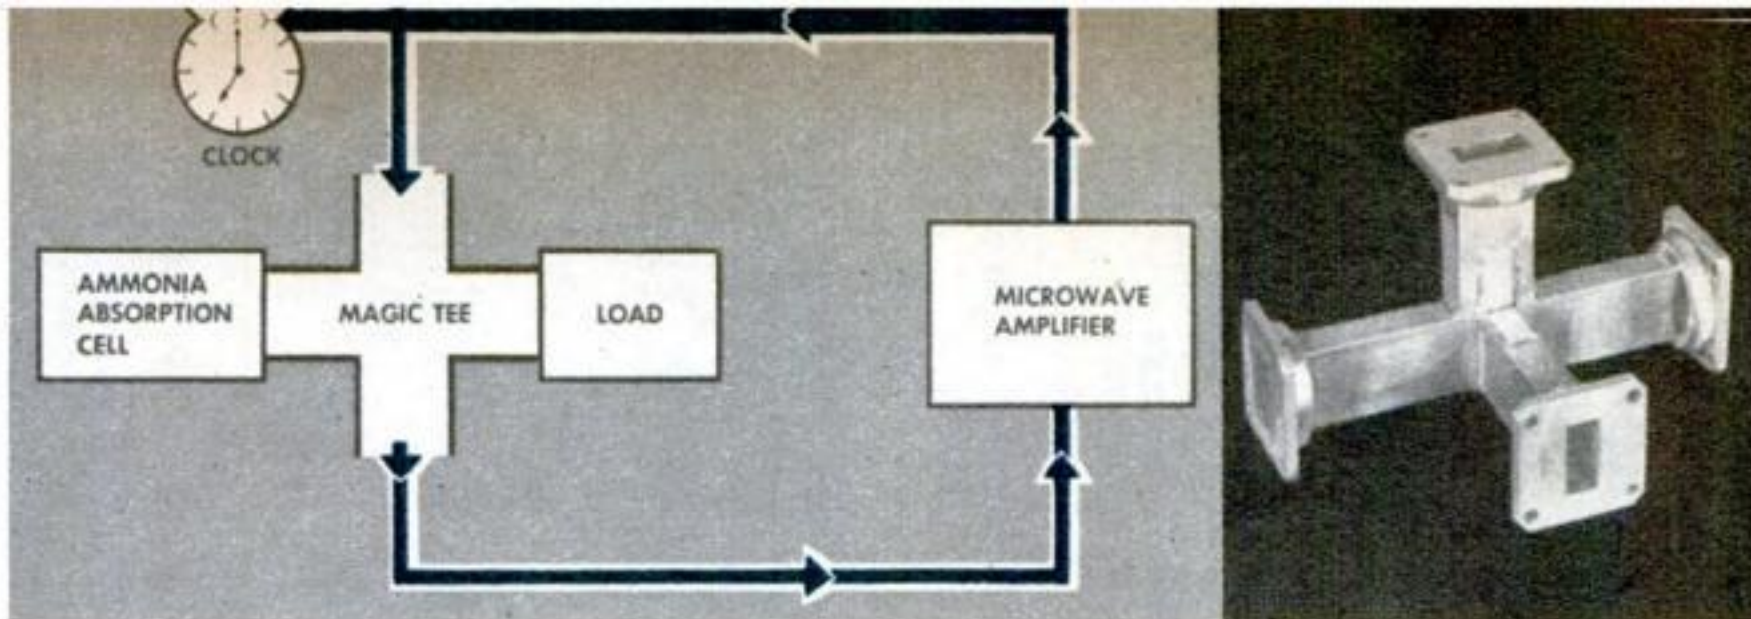 CLOCK
AMMONIA
ABSORPTION
CELL
MAGIC TEE
LOAD
MICROWAVE
AMPLIFIER